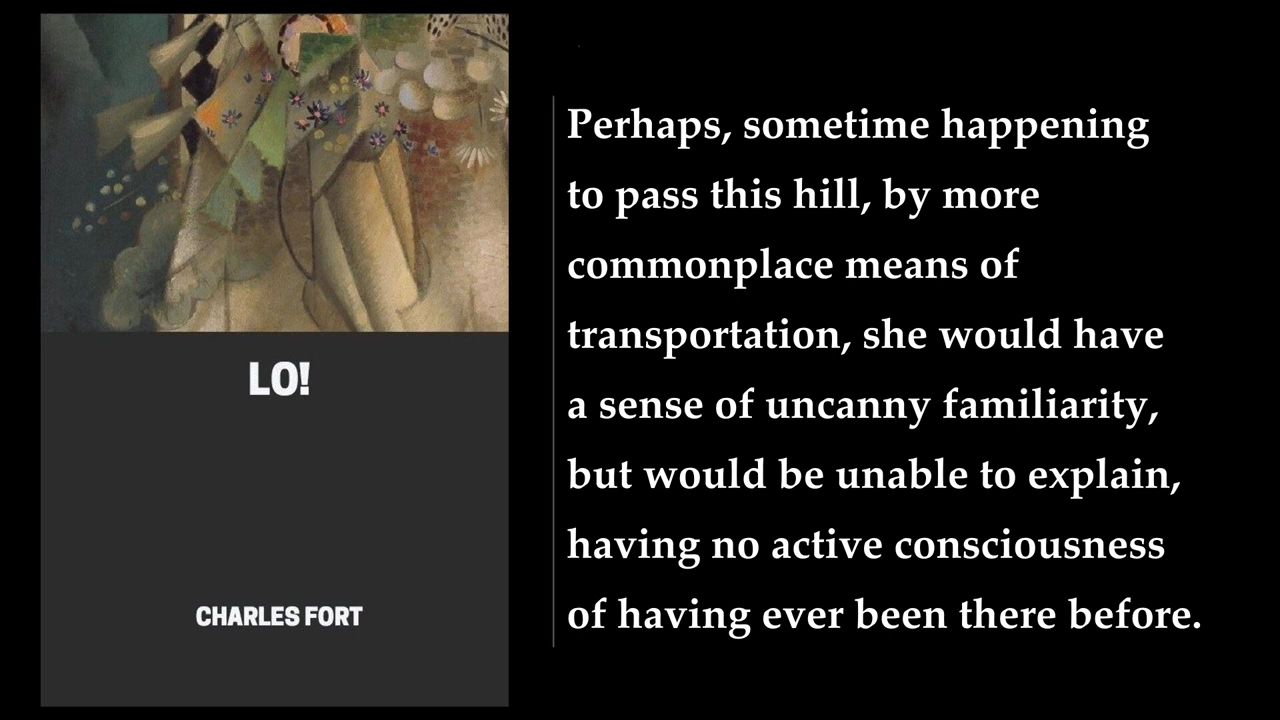 LO!
CHARLES FORT
Perhaps, sometime happening
to pass this hill, by more
commonplace means of
transportation, she would have
a sense of uncanny familiarity,
but would be unable to explain,
having no active consciousness
of having ever been there before.